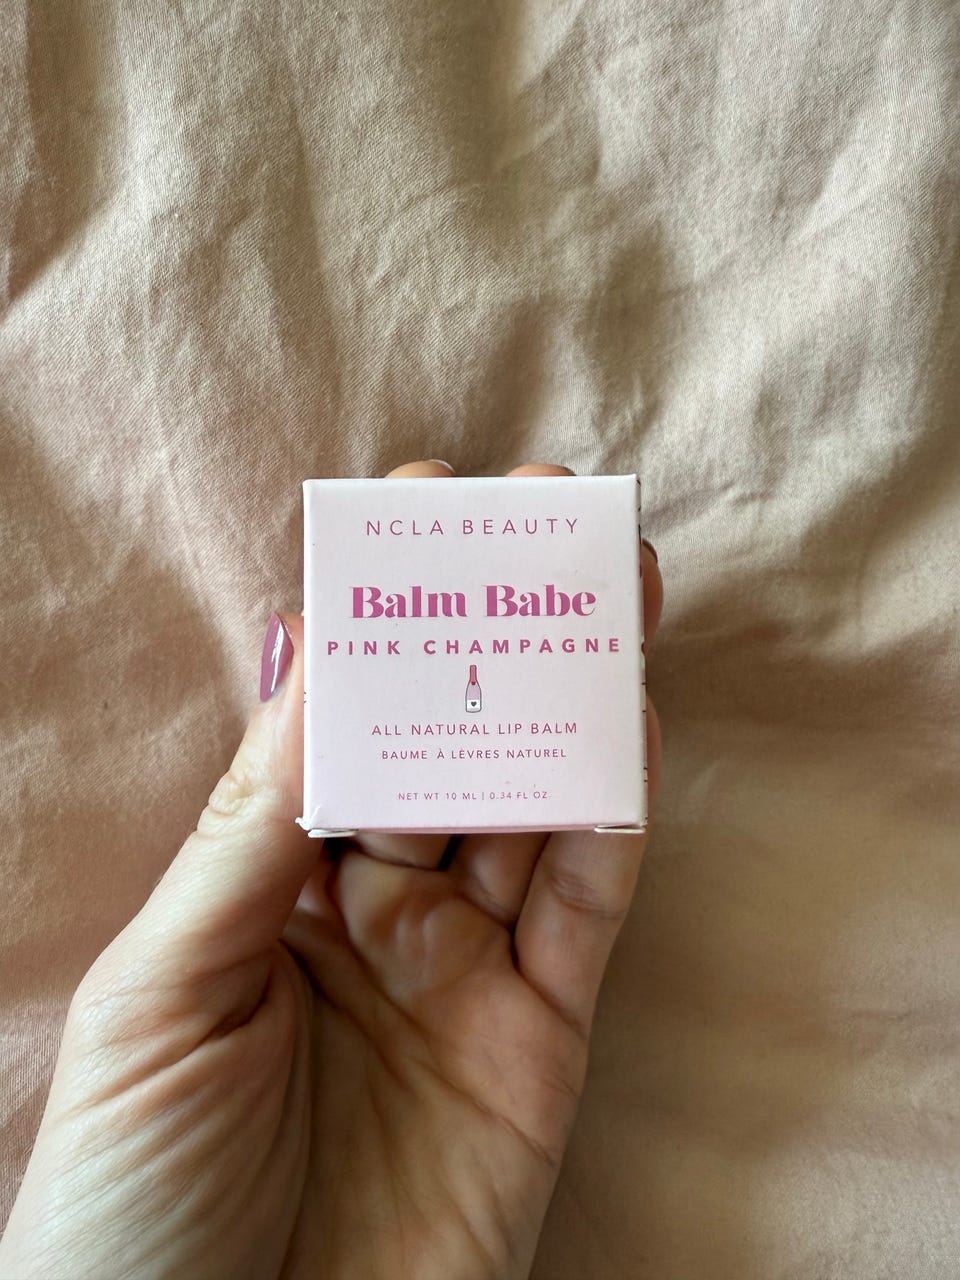 NCLA BEAUTY
Balm Babe
PINK CHAMPAGNE
ALL NATURAL LIP BALM
BAUME À LÈVRES NATUREL
NET WT 10 ML | 0.34 FL OZ.